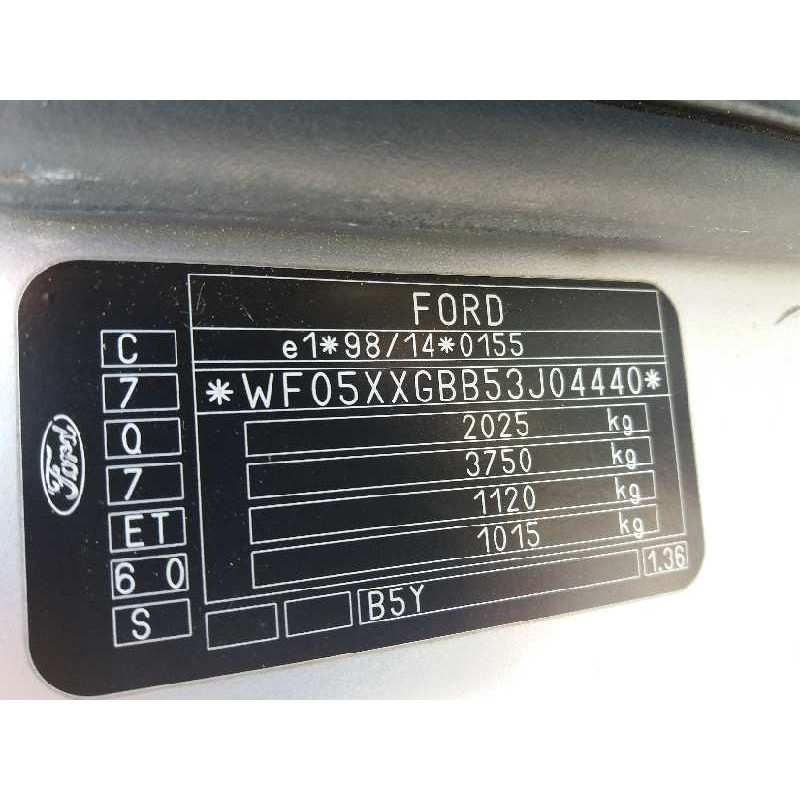 FORD
e1*98/14*0155
*WF05XXGBB53J04440*
2025 kg
3750 kg
1120 kg
1015 kg
B5Y 1.36
C
7
Q
7
ET
6 0
S
Ford